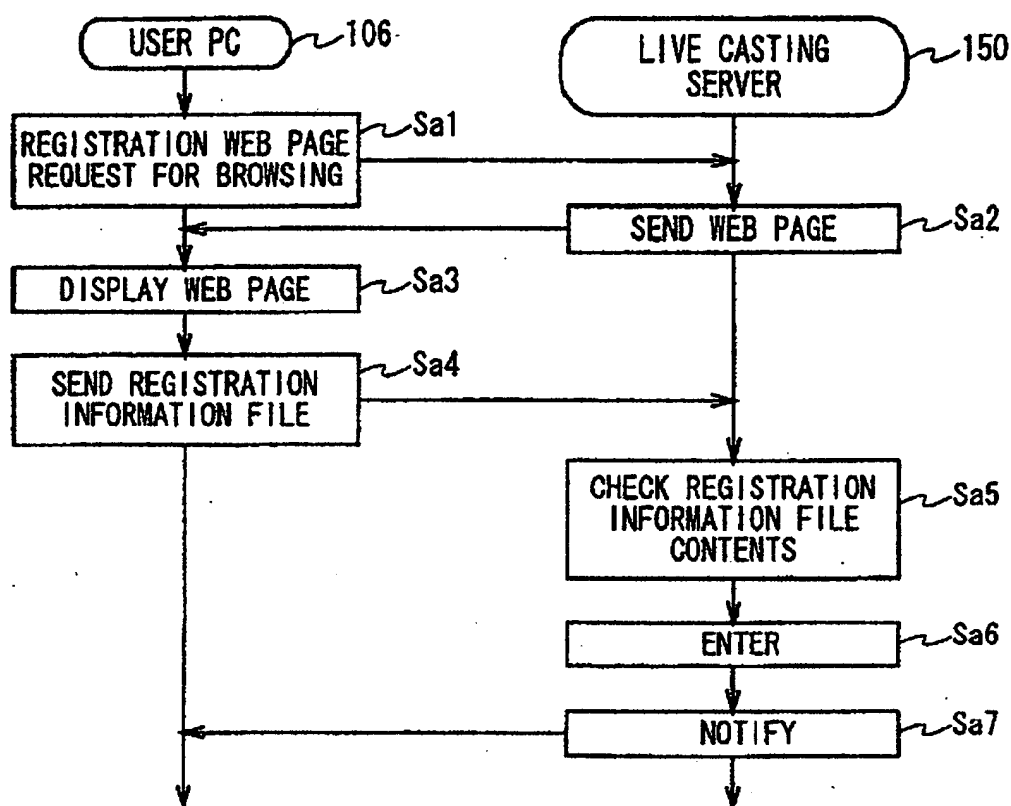 USER PC
106
LIVE CASTING
SERVER
150
REGISTRATION WEB PAGE
REQUEST FOR BROWSING
Sa1
SEND WEB PAGE
Sa2
DISPLAY WEB PAGE
Sa3
SEND REGISTRATION
INFORMATION FILE
Sa4
CHECK REGISTRATION
INFORMATION FILE
CONTENTS
Sa5
ENTER
Sa6
NOTIFY
Sa7